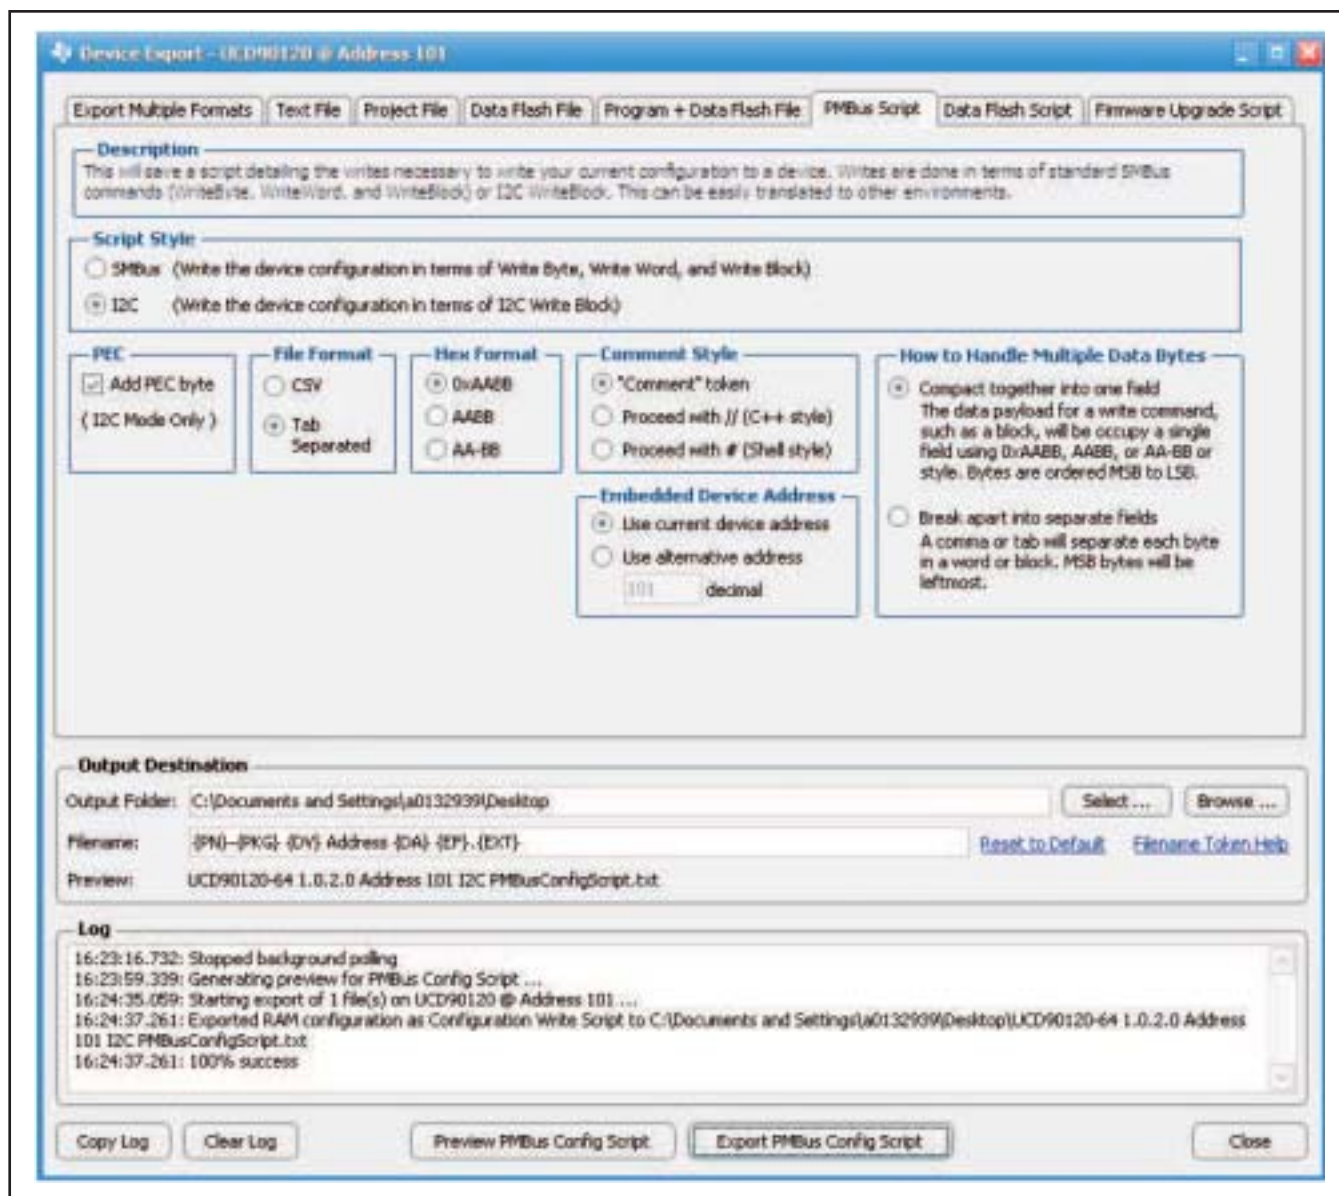 Device Export - UCD90120 @ Address 101
Export Multiple Formats Text File Project File Data Flash File Program + Data Flash File PMBus Script Data Flash Script Firmware Upgrade Script
Description
This will save a script detailing the writes necessary to write your current configuration to a device. Writes are done in terms of standard SMBus
commands (WriteByte, WriteWord, and WriteBlock) or I2C WriteBlock. This can be easily translated to other environments.
Script Style
SMBus (Write the device configuration in terms of Write Byte, Write Word, and Write Block)
I2C (Write the device configuration in terms of I2C Write Block)
PEC
Add PEC byte
( I2C Mode Only )
File Format
CSV
Tab
Separated
Hex Format
0xAABB
AABB
AA-BB
Comment Style
"Comment" token
Proceed with // (C++ style)
Proceed with # (Shell style)
Embedded Device Address
Use current device address
Use alternative address
101 decimal
How to Handle Multiple Data Bytes
Compact together into one field
The data payload for a write command,
such as a block, will be occupy a single
field using 0xAABB, AABB, or AA-BB or
style. Bytes are ordered MSB to LSB.
Break apart into separate fields
A comma or tab will separate each byte
in a word or block. MSB bytes will be
leftmost.
Output Destination
Output Folder: C:\Documents and Settings\a0132939\Desktop Select ... Browse ...
Filename: {PN}-{PKG} {DV} Address {DA} {EP}.{EXT} Reset to Default Filename Token Help
Preview: UCD90120-64 1.0.2.0 Address 101 I2C PMBusConfigScript.txt
Log
16:23:16.732: Stopped background polling
16:23:59.339: Generating preview for PMBus Config Script ...
16:24:35.059: Starting export of 1 file(s) on UCD90120 @ Address 101 ...
16:24:37.261: Exported RAM configuration as Configuration Write Script to C:\Documents and Settings\a0132939\Desktop\UCD90120-64 1.0.2.0 Address
101 I2C PMBusConfigScript.txt
16:24:37.261: 100% success
Copy Log Clear Log Preview PMBus Config Script Export PMBus Config Script Close